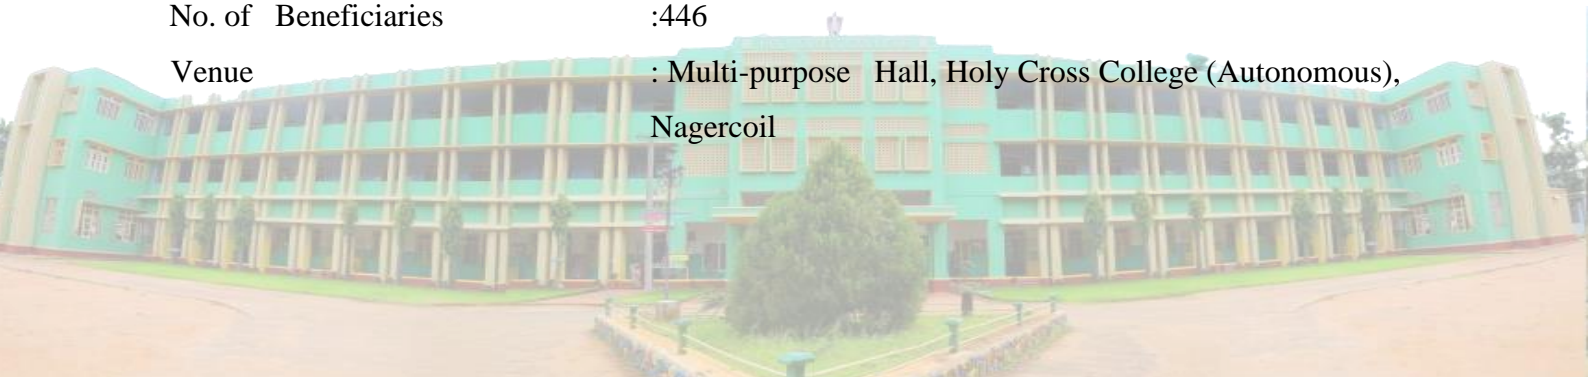 No. of Beneficiaries :446
Venue : Multi-purpose Hall, Holy Cross College (Autonomous),
Nagercoil